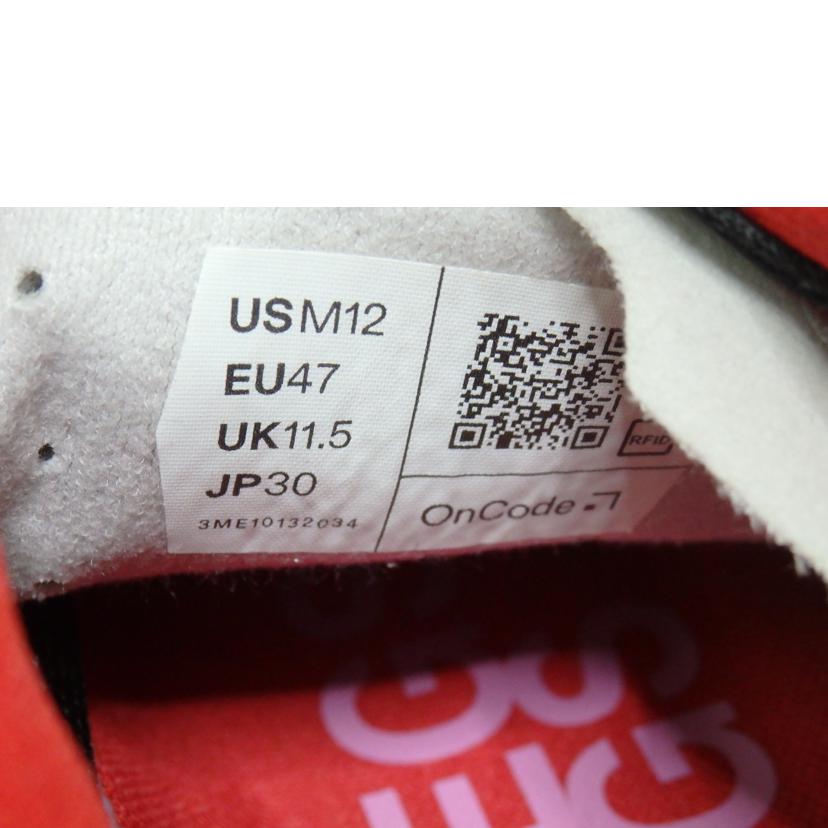 USM12
EU47
UK11.5
JP30
3ME10132034
RFID
OnCode